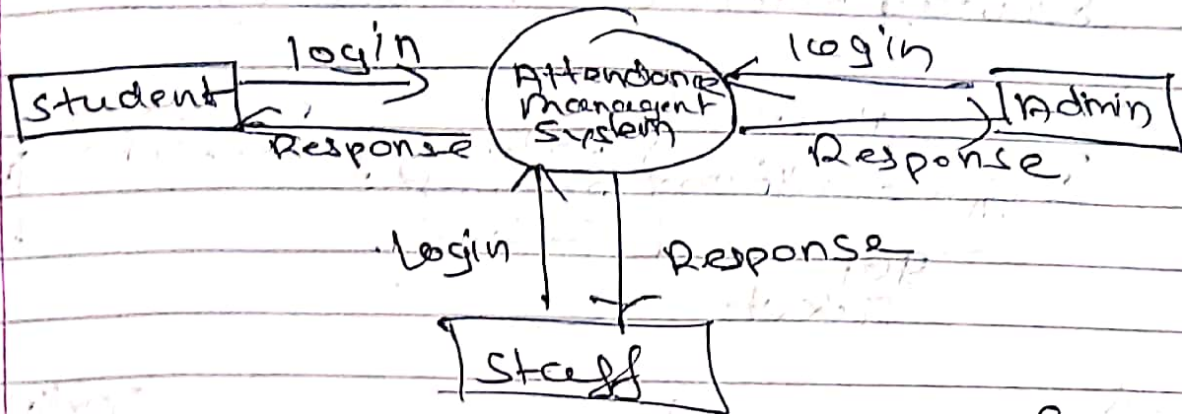 login
login
Student
Attendance
Management
System
Admin
Response
Response
Login
Response
Staff